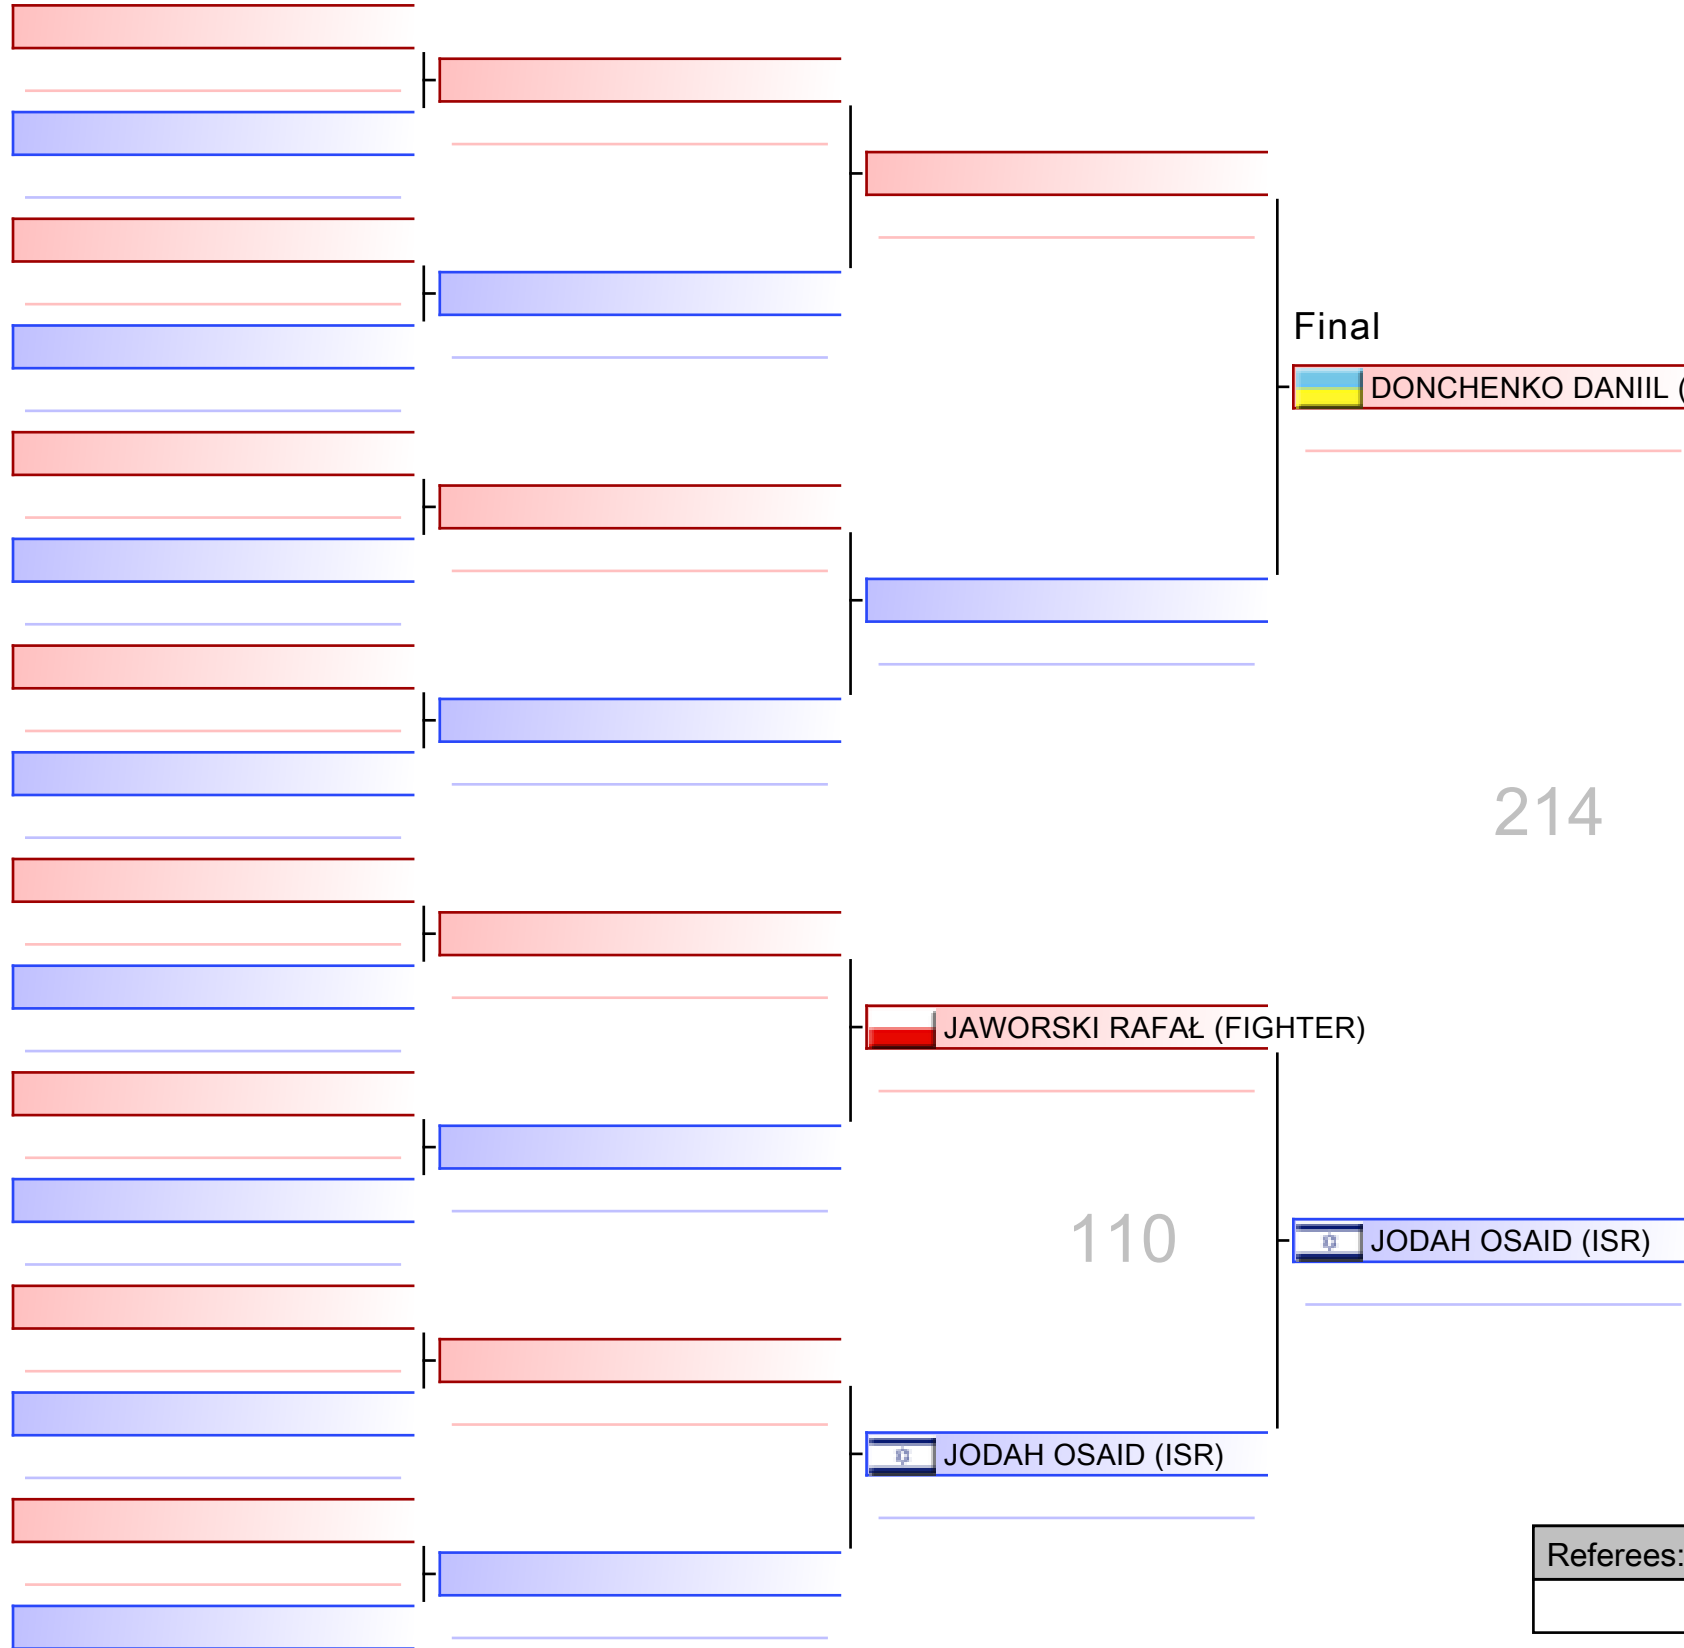 Final
DONCHENKO DANIIL (
214
JAWORSKI RAFAŁ (FIGHTER)
110
JODAH OSAID (ISR)
JODAH OSAID (ISR)
Referees: